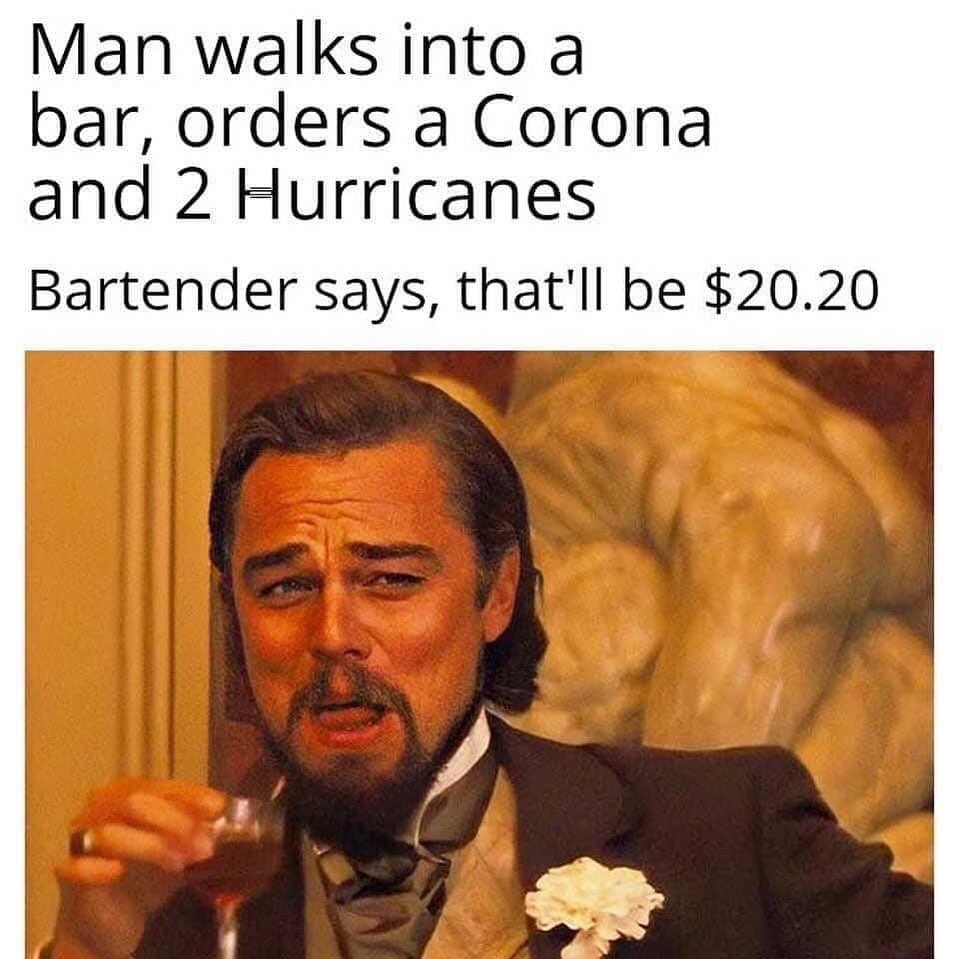 Man walks into a
bar, orders a Corona
and 2 Hurricanes
Bartender says, that'll be $20.20